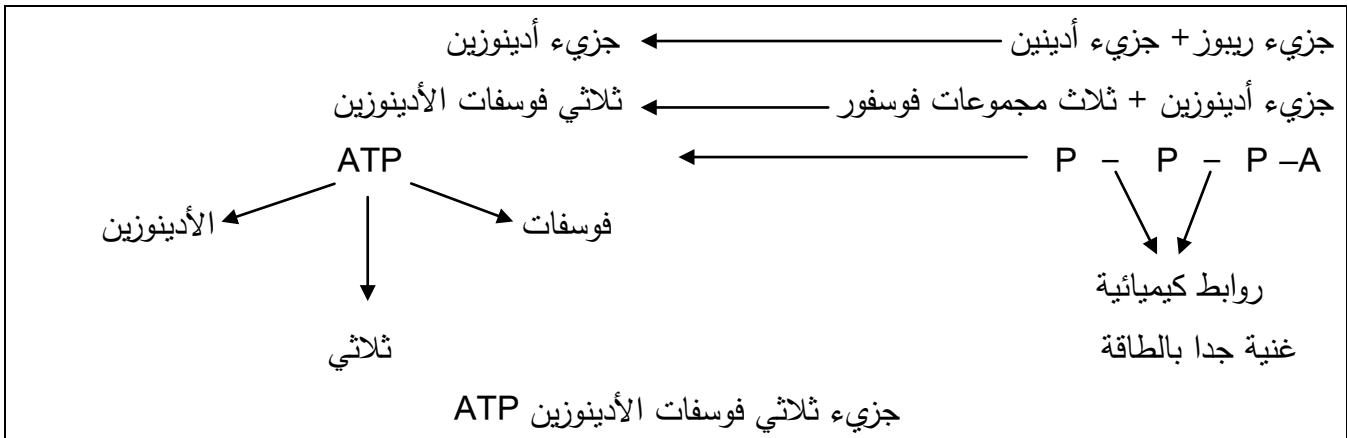 جزيء ريبوز + جزيء أدينين جزيء أدينوزين
جزيء أدينوزين + ثلاث مجموعات فوسفور ثلاثي فوسفات الأدينوزين
P – P – P –A ATP
فوسفات الأدينوزين
روابط كيميائية
غنية جدا بالطاقة ثلاثي
جزيء ثلاثي فوسفات الأدينوزين ATP